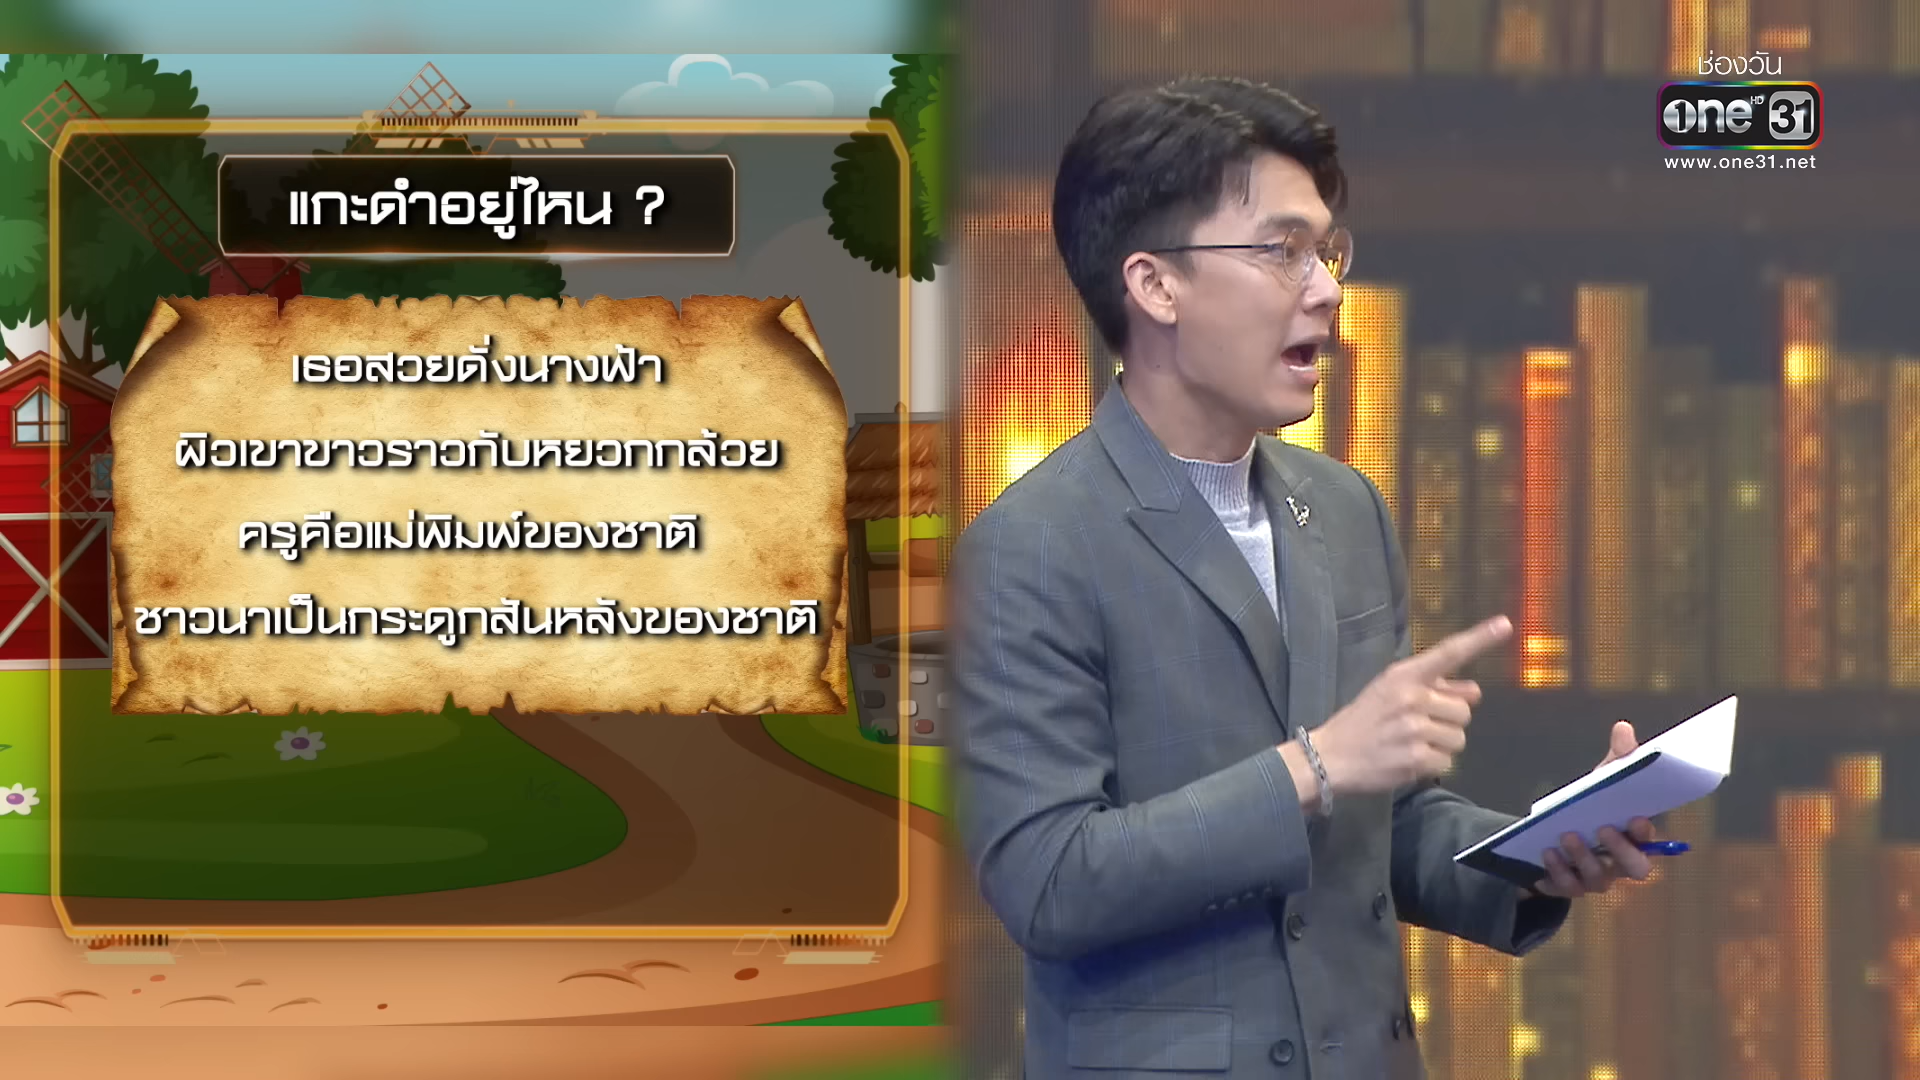 แกะดำอยู่ไหน ?
เธอสวยดั่งนางฟ้า
ผิวเขาขาวราวกับหยวกกล้วย
ครูคือแม่พิมพ์ของชาติ
ชาวนาเป็นกระดูกสันหลังของชาติ
ช่องวัน
one HD 31
www.one31.net